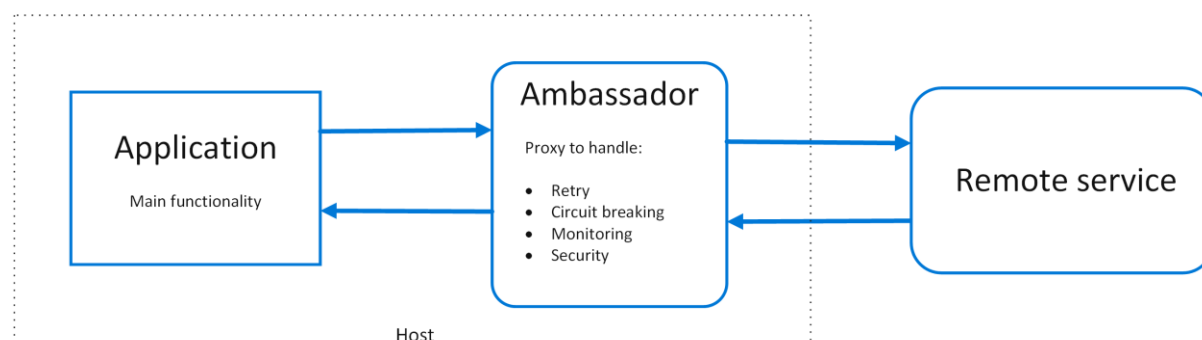 Application
Main functionality
Ambassador
Proxy to handle:
• Retry
• Circuit breaking
• Monitoring
• Security
Remote service
Host